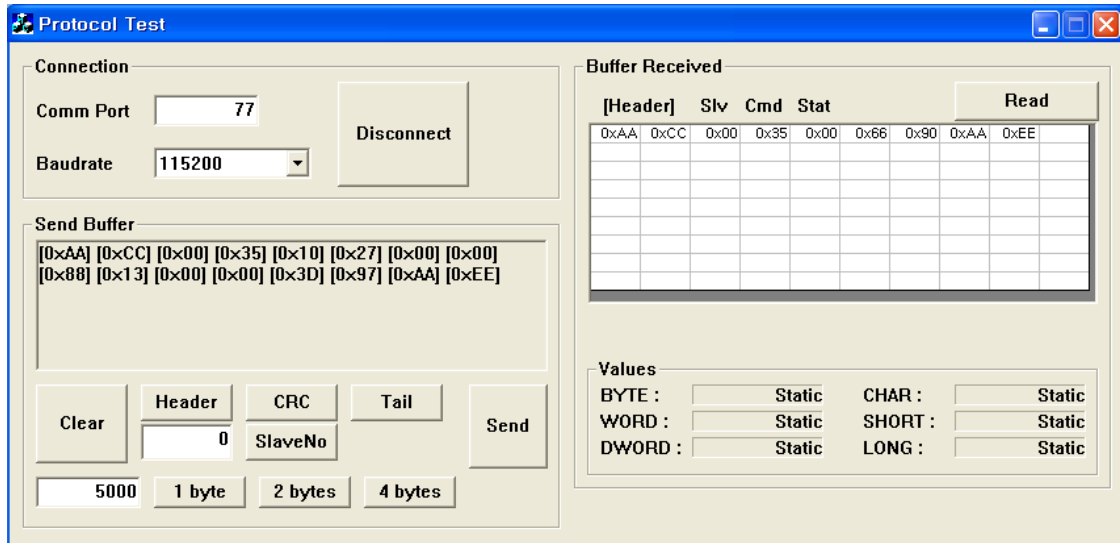 Protocol Test
Connection
Comm Port 77
Disconnect
Baudrate 115200
Send Buffer
[0xAA] [0xCC] [0x00] [0x35] [0x10] [0x27] [0x00] [0x00]
[0x88] [0x13] [0x00] [0x00] [0x3D] [0x97] [0xAA] [0xEE]
Clear
Header CRC Tail
0 SlaveNo
Send
5000 1 byte 2 bytes 4 bytes
Buffer Received
[Header] Slv Cmd Stat
Read
0xAA 0xCC 0x00 0x35 0x00 0x66 0x90 0xAA 0xEE
Values
BYTE : Static CHAR : Static
WORD : Static SHORT : Static
DWORD : Static LONG : Static